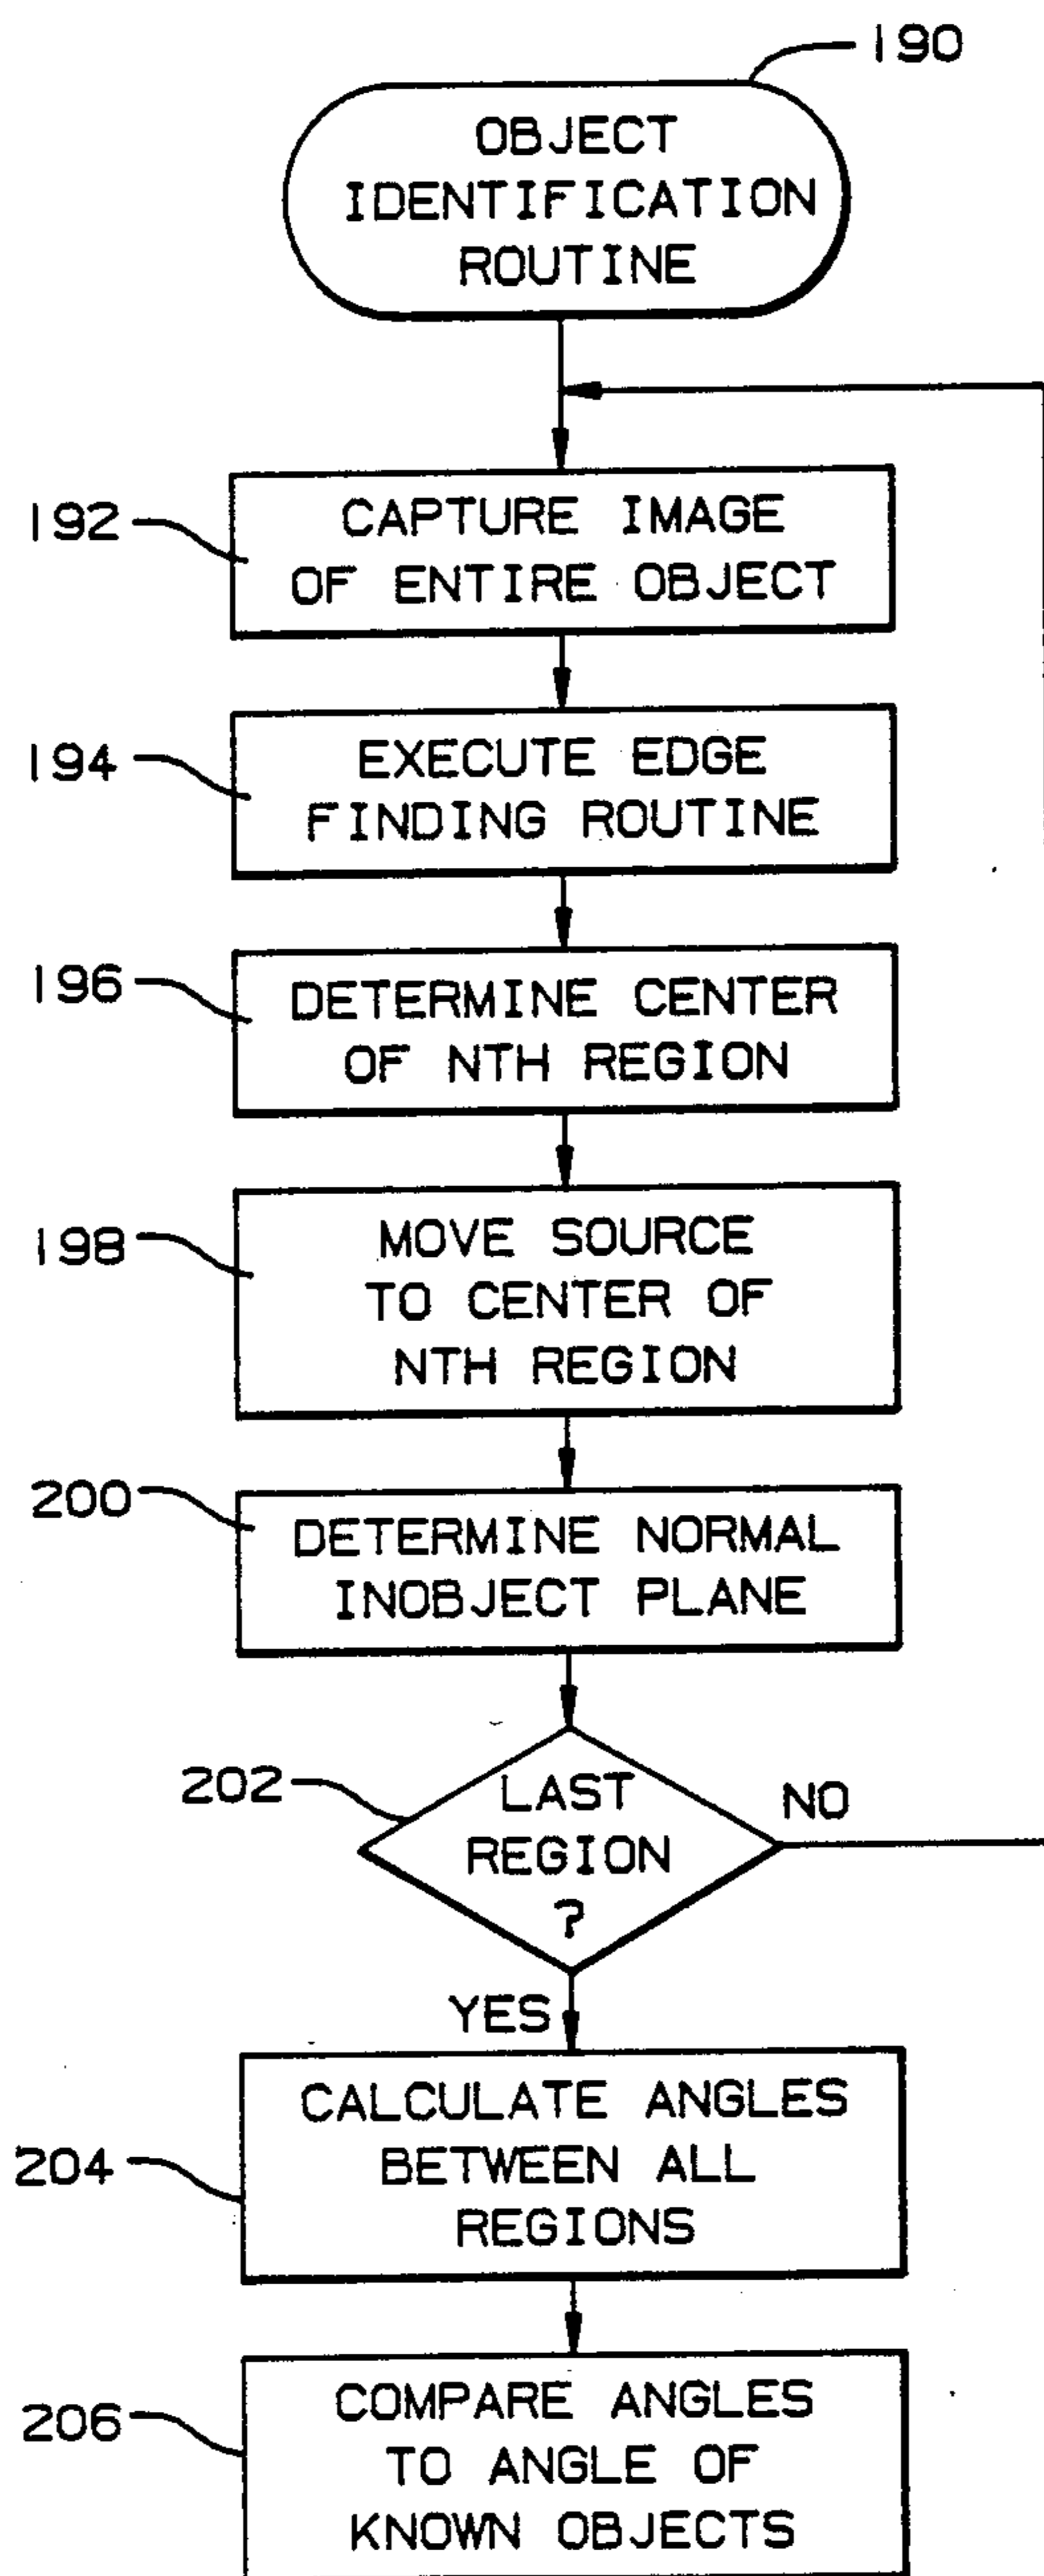 190
OBJECT
IDENTIFICATION
ROUTINE
192
CAPTURE IMAGE
OF ENTIRE OBJECT
194
EXECUTE EDGE
FINDING ROUTINE
196
DETERMINE CENTER
OF NTH REGION
198
MOVE SOURCE
TO CENTER OF
NTH REGION
200
DETERMINE NORMAL
INOBJECT PLANE
202
LAST
REGION
?
NO
YES
204
CALCULATE ANGLES
BETWEEN ALL
REGIONS
206
COMPARE ANGLES
TO ANGLE OF
KNOWN OBJECTS